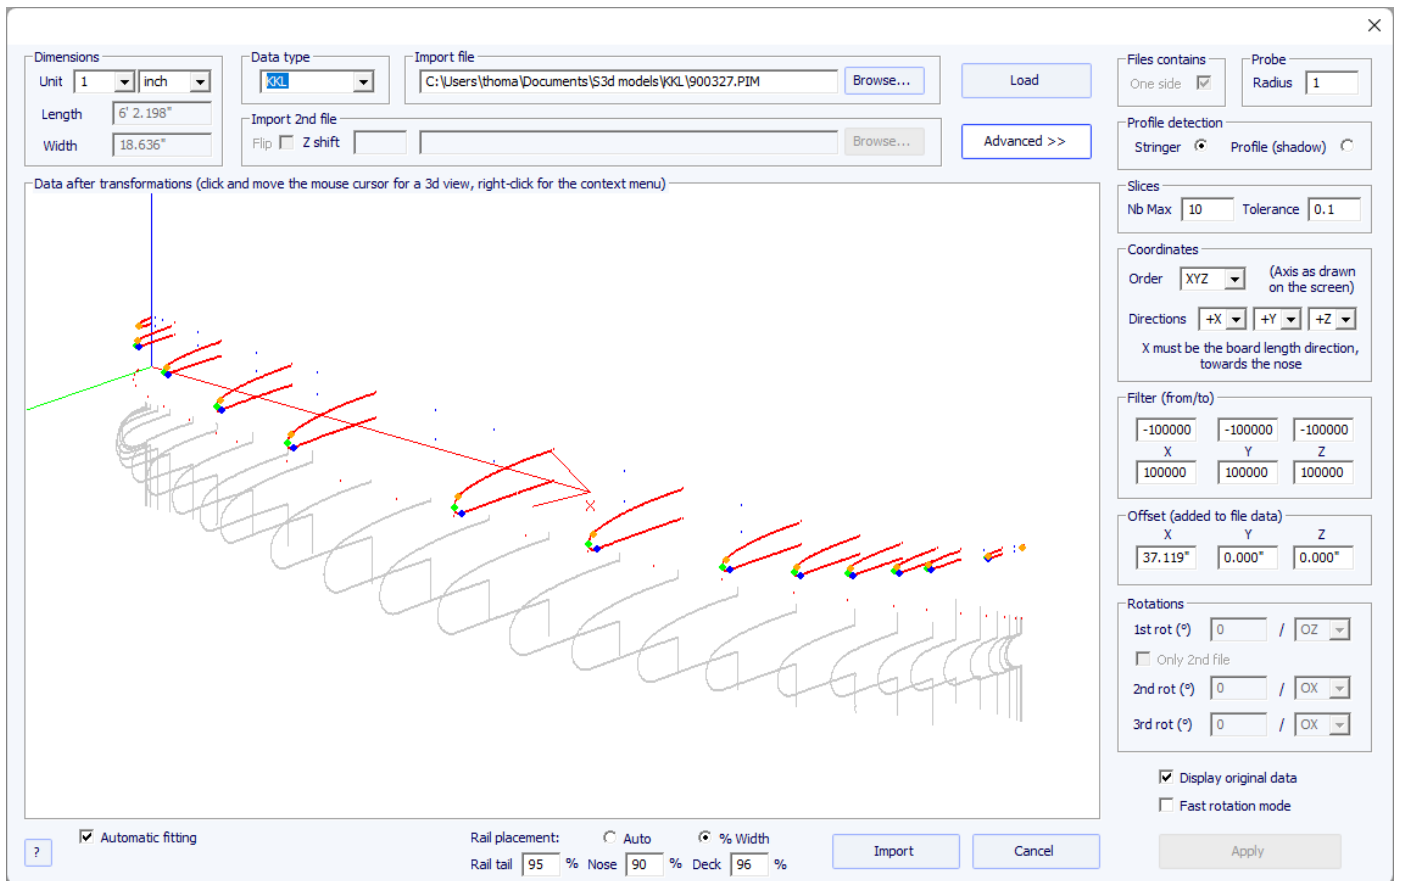 Dimensions
Unit 1 inch
Length 6' 2.198"
Width 18.636"
Data type
KKL
Import file
C:\Users\thoma\Documents\S3d models\KKL\900327.PIM Browse...
Import 2nd file
Flip Z shift Browse...
Load
Advanced >>
Files contains
One side
Probe
Radius 1
Profile detection
Stringer Profile (shadow)
Slices
Nb Max 10 Tolerance 0.1
Coordinates
Order XYZ (Axis as drawn
on the screen)
Directions +X +Y +Z
X must be the board length direction,
towards the nose
Filter (from/to)
-100000 -100000 -100000
X Y Z
100000 100000 100000
Offset (added to file data)
X Y Z
37.119" 0.000" 0.000"
Rotations
1st rot (°) 0 / OZ
Only 2nd file
2nd rot (°) 0 / OX
3rd rot (°) 0 / OX
Display original data
Fast rotation mode
Apply
Data after transformations (click and move the mouse cursor for a 3d view, right-click for the context menu)
X
? Automatic fitting
Rail placement: Auto % Width
Rail tail 95 % Nose 90 % Deck 96 %
Import Cancel